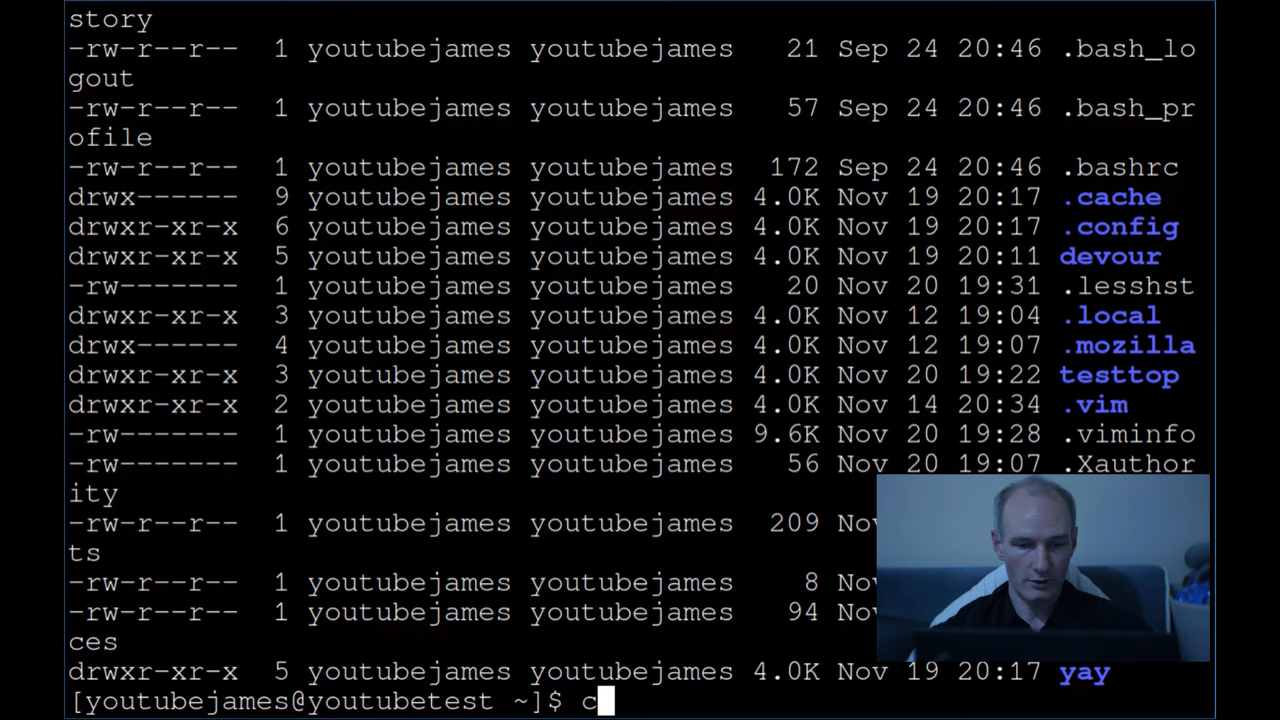 story
-rw-r--r-- 1 youtubejames youtubejames 21 Sep 24 20:46 .bash_lo
gout
-rw-r--r-- 1 youtubejames youtubejames 57 Sep 24 20:46 .bash_pr
ofile
-rw-r--r-- 1 youtubejames youtubejames 172 Sep 24 20:46 .bashrc
drwx------ 9 youtubejames youtubejames 4.0K Nov 19 20:17 .cache
drwxr-xr-x 6 youtubejames youtubejames 4.0K Nov 19 20:17 .config
drwxr-xr-x 5 youtubejames youtubejames 4.0K Nov 19 20:11 devour
-rw------- 1 youtubejames youtubejames 20 Nov 20 19:31 .lesshst
drwxr-xr-x 3 youtubejames youtubejames 4.0K Nov 12 19:04 .local
drwx------ 4 youtubejames youtubejames 4.0K Nov 12 19:07 .mozilla
drwxr-xr-x 3 youtubejames youtubejames 4.0K Nov 20 19:22 testtop
drwxr-xr-x 2 youtubejames youtubejames 4.0K Nov 14 20:34 .vim
-rw------- 1 youtubejames youtubejames 9.6K Nov 20 19:28 .viminfo
-rw------- 1 youtubejames youtubejames 56 Nov 20 19:07 .Xauthor
ity
-rw-r--r-- 1 youtubejames youtubejames 209 Nov
ts
-rw-r--r-- 1 youtubejames youtubejames 8 Nov
-rw-r--r-- 1 youtubejames youtubejames 94 Nov
ces
drwxr-xr-x 5 youtubejames youtubejames 4.0K Nov 19 20:17 yay
[youtubejames@youtubetest ~]$ c